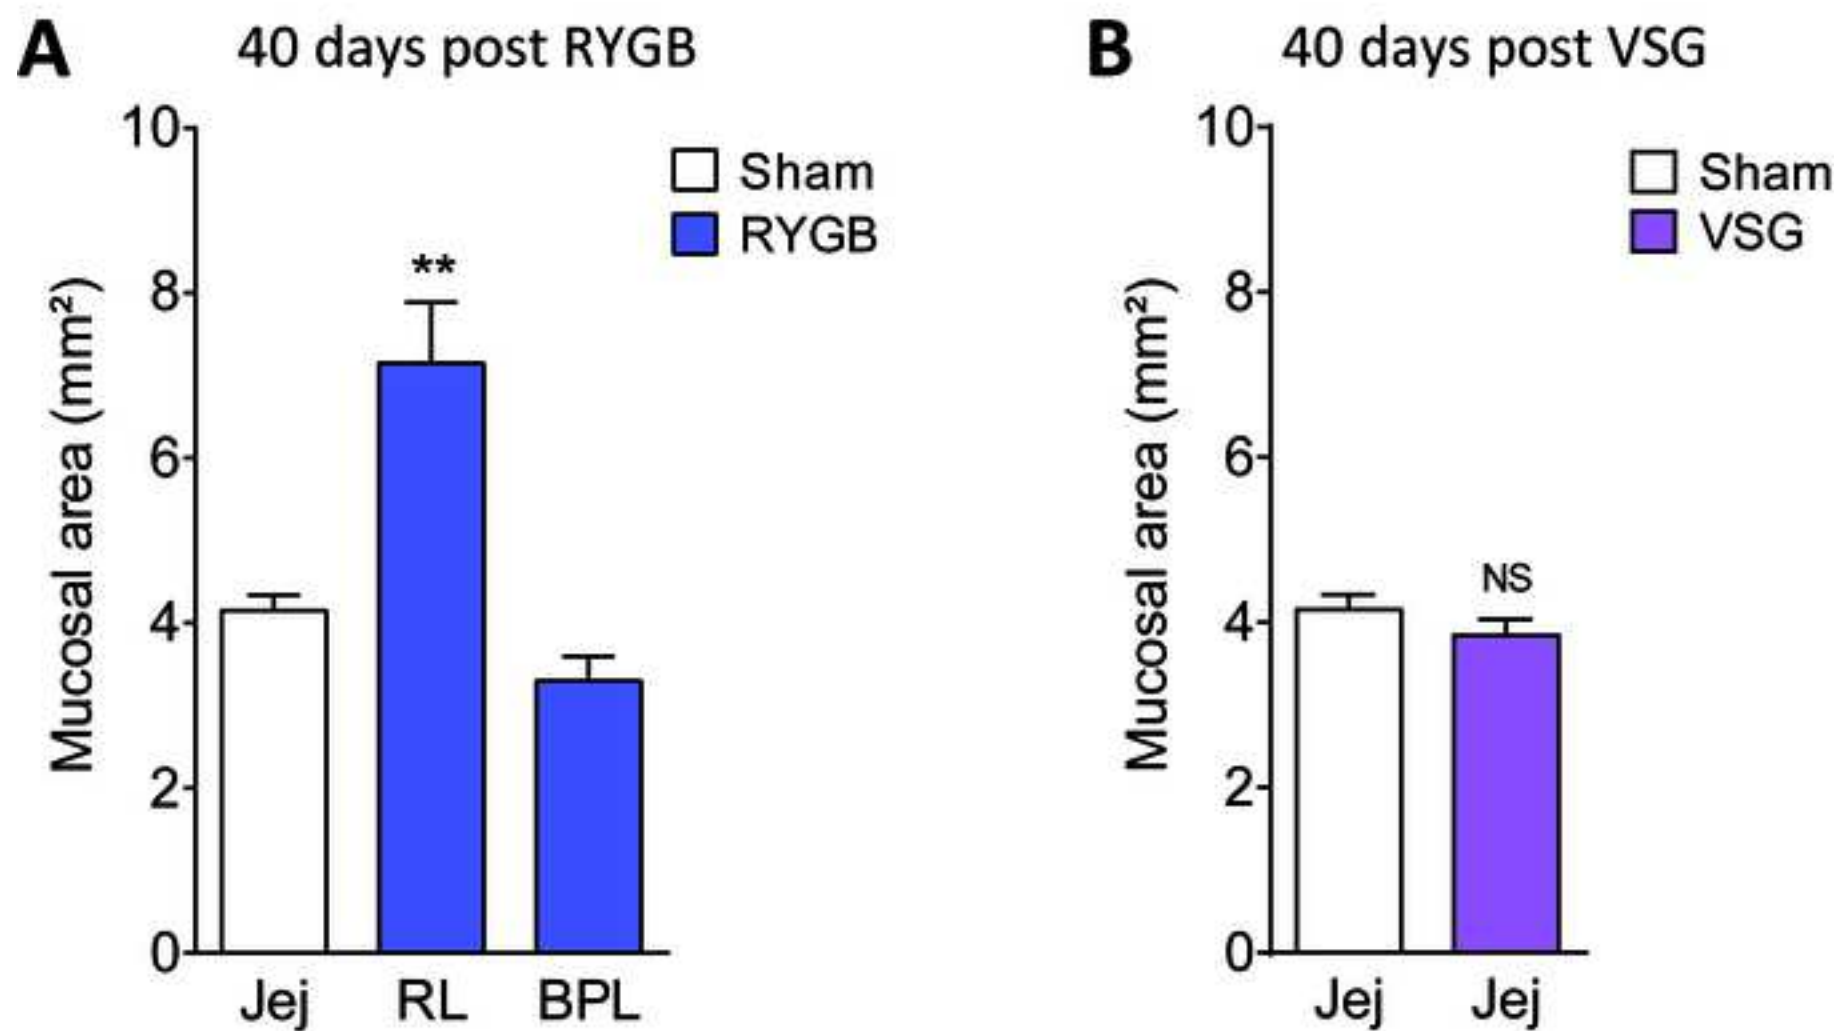 A
40 days post RYGB
Mucosal area (mm²)
10
8
6
4
2
0
**
Sham
RYGB
Jej
RL
BPL
B
40 days post VSG
Mucosal area (mm²)
10
8
6
4
2
0
NS
Sham
VSG
Jej
Jej